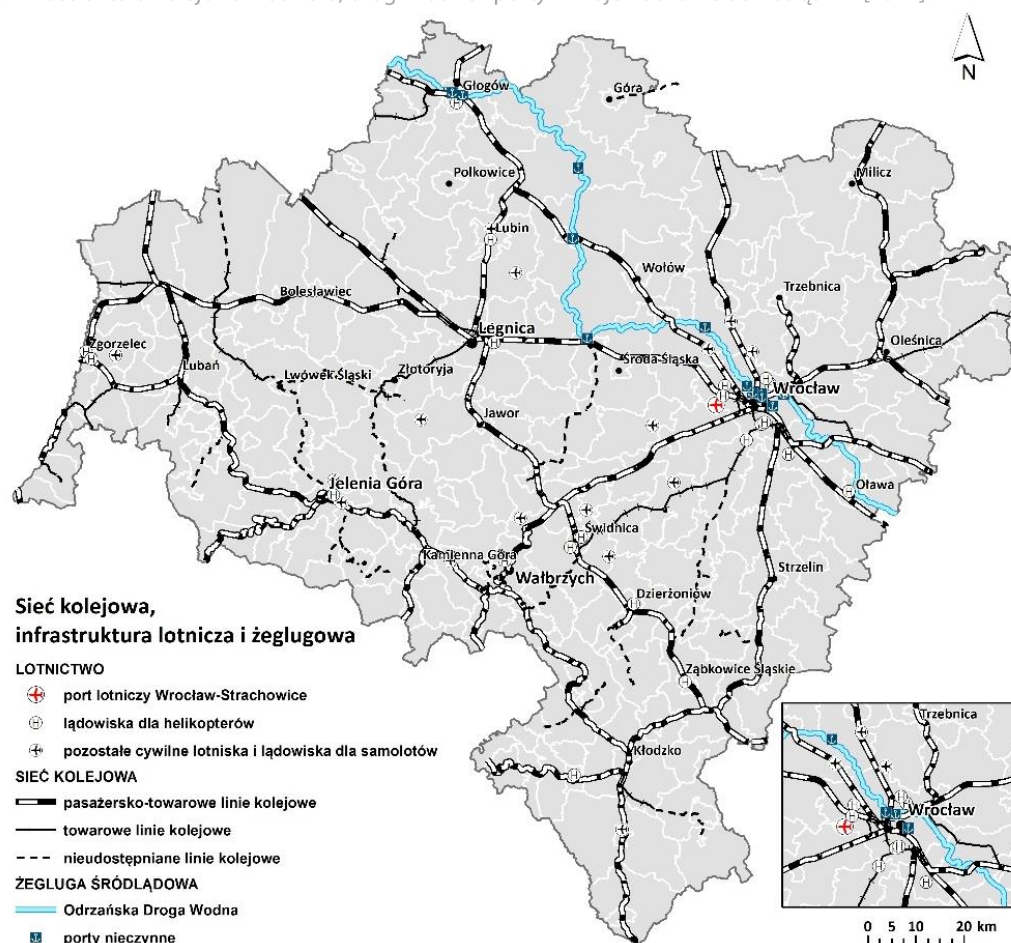 N
Głogów
Góra
Polkowice
Milicz
Lubin
Wołów
Trzebnica
Bolesławiec
Legnica
Zgorzelec
Środa Śląska
Oleśnica
Lubań
Lwówek Śląski
Złotoryja
Wrocław
Jawor
Jelenia Góra
Oława
Świdnica
Kamienna Góra
Wałbrzych
Strzelin
Dzierżoniów
Ząbkowice Śląskie
Kłodzko
Sieć kolejowa,
infrastruktura lotnicza i żeglugowa
LOTNICTWO
port lotniczy Wrocław-Strachowice
lądowiska dla helikopterów
pozostałe cywilne lotniska i lądowiska dla samolotów
SIEĆ KOLEJOWA
pasażersko-towarowe linie kolejowe
towarowe linie kolejowe
nieudostępniane linie kolejowe
ŻEGLUGA ŚRÓDLĄDOWA
Odrzańska Droga Wodna
porty nieczynne
Trzebnica
Wrocław
0 5 10 20 km